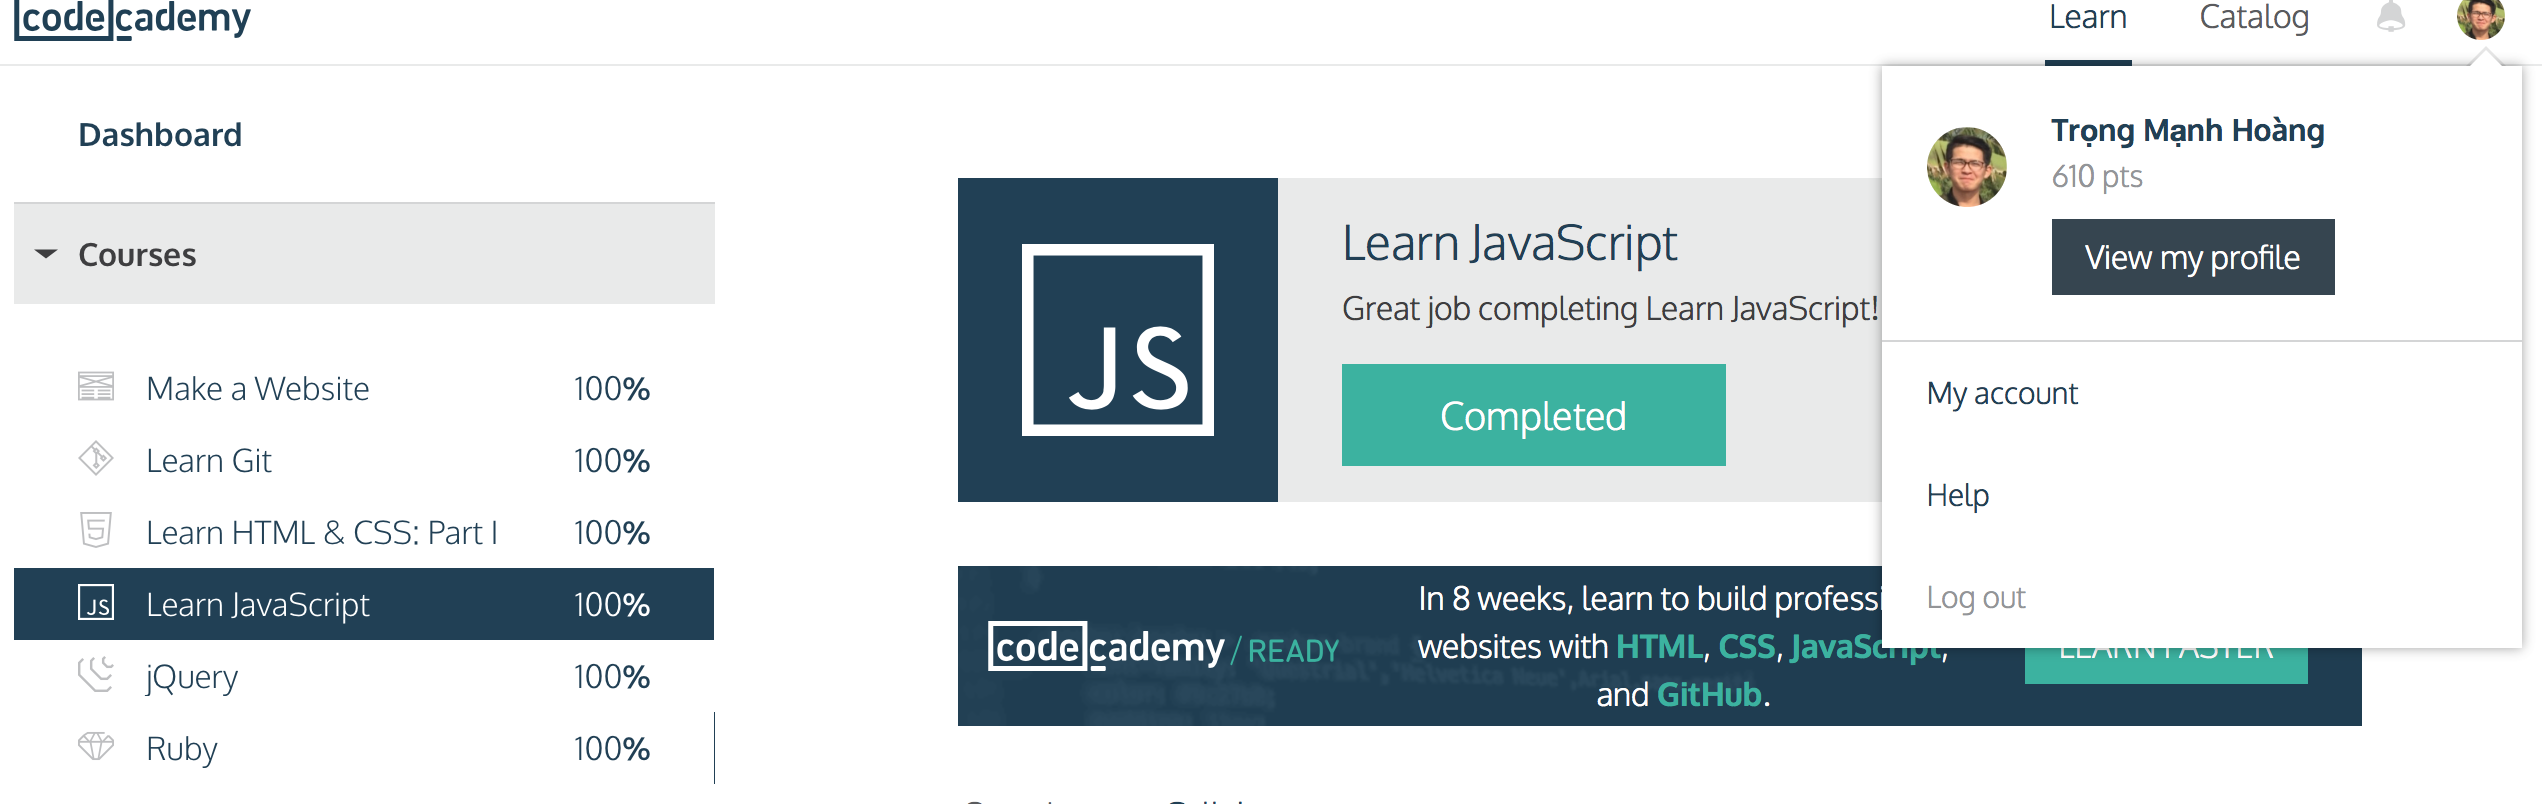 codecademy
Learn
Catalog
Dashboard
Courses
Make a Website 100%
Learn Git 100%
Learn HTML & CSS: Part I 100%
JS Learn JavaScript 100%
jQuery 100%
Ruby 100%
JS
Learn JavaScript
Great job completing Learn JavaScript!
Completed
codecademy / READY
In 8 weeks, learn to build professi
websites with HTML, CSS, JavaScript,
and GitHub.
LEARN FASTER
Trọng Mạnh Hoàng
610 pts
View my profile
My account
Help
Log out